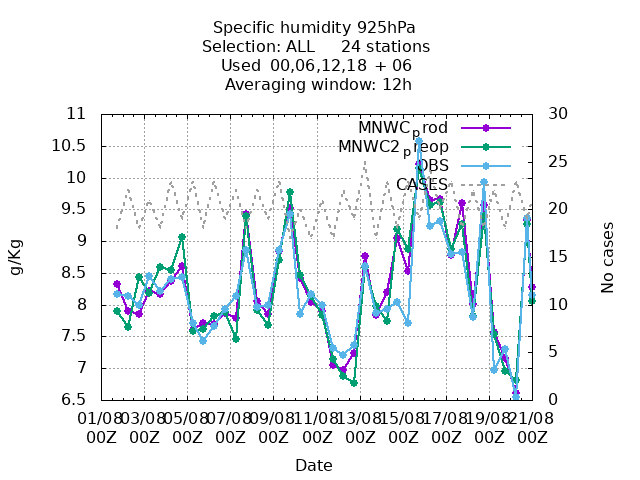 Specific humidity 925hPa
Selection: ALL 24 stations
Used 00,06,12,18 + 06
Averaging window: 12h
g/Kg
11
10.5
10
9.5
9
8.5
8
7.5
7
6.5
30
25
20
15
10
5
0
No cases
MNWCprod
MNWC2preop
OBS
CASES
01/08 03/08 05/08 07/08 09/08 11/08 13/08 15/08 17/08 19/08 21/08
00Z 00Z 00Z 00Z 00Z 00Z 00Z 00Z 00Z 00Z 00Z
Date